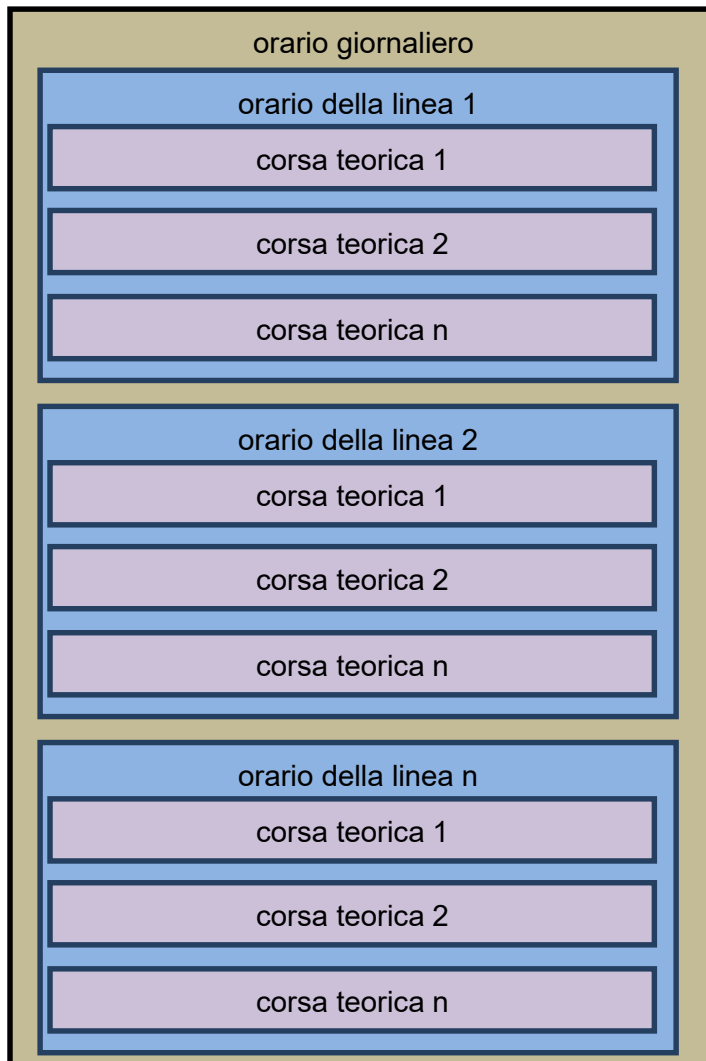 orario giornaliero
orario della linea 1
corsa teorica 1
corsa teorica 2
corsa teorica n
orario della linea 2
corsa teorica 1
corsa teorica 2
corsa teorica n
orario della linea n
corsa teorica 1
corsa teorica 2
corsa teorica n